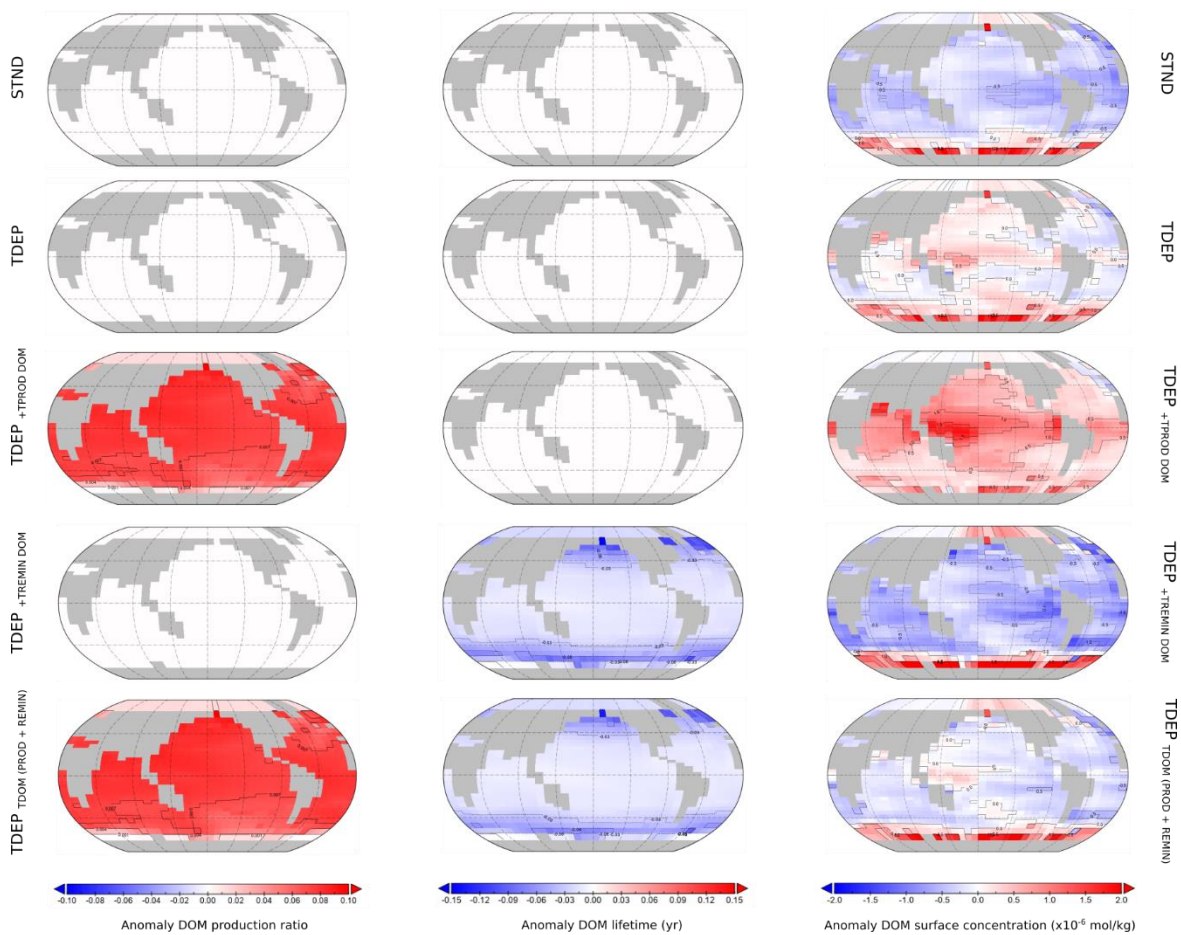 STND
STND
TDEP
TDEP
TDEP +TPROD DOM
TDEP +TPROD DOM
TDEP +TREMIN DOM
TDEP +TREMIN DOM
TDEP TDOM (PROD + REMIN)
TDEP TDOM (PROD + REMIN)
-0.10 -0.08 -0.06 -0.04 -0.02 0.00 0.02 0.04 0.06 0.08 0.10
Anomaly DOM production ratio
-0.15 -0.12 -0.09 -0.06 -0.03 0.00 0.03 0.06 0.09 0.12 0.15
Anomaly DOM lifetime (yr)
-2.0 -1.5 -1.0 -0.5 0.0 0.5 1.0 1.5 2.0
Anomaly DOM surface concentration (x10⁻⁶ mol/kg)